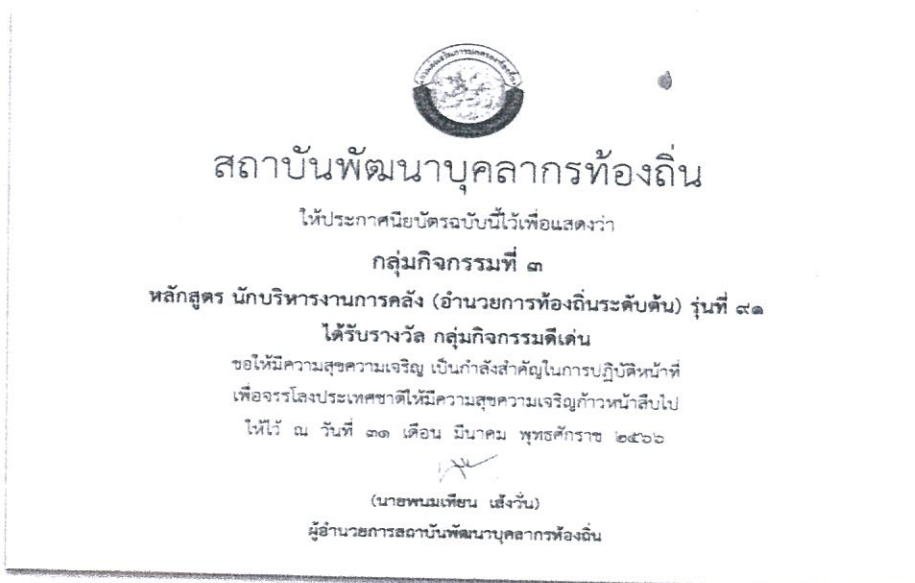 สถาบันพัฒนาบุคลากรท้องถิ่น
ให้ประกาศนียบัตรฉบับนี้ไว้เพื่อแสดงว่า
กลุ่มกิจกรรมที่ ๓
หลักสูตร นักบริหารงานการคลัง (อำนวยการท้องถิ่นระดับต้น) รุ่นที่ ๙๑
ได้รับรางวัล กลุ่มกิจกรรมดีเด่น
ขอให้มีความสุขความเจริญ เป็นกำลังสำคัญในการปฏิบัติหน้าที่
เพื่อจรรโลงประเทศชาติให้มีความสุขความเจริญก้าวหน้าสืบไป
ให้ไว้ ณ วันที่ ๓๑ เดือน มีนาคม พุทธศักราช ๒๕๖๖
(นายพนมเทียน เส้งวั่น)
ผู้อำนวยการสถาบันพัฒนาบุคลากรท้องถิ่น